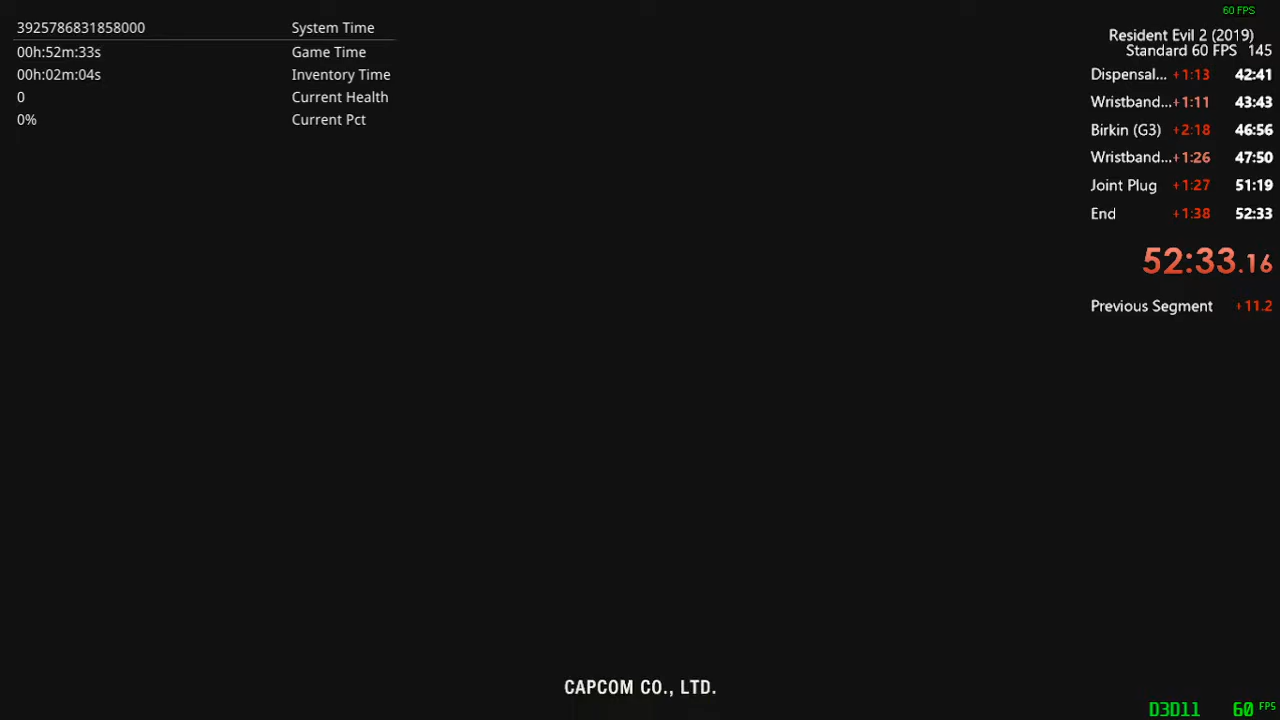 3925786831858000 System Time
00h:52m:33s Game Time
00h:02m:04s Inventory Time
0 Current Health
0% Current Pct
60 FPS
Resident Evil 2 (2019)
Standard 60 FPS 145
Dispensal... +1:13 42:41
Wristband... +1:11 43:43
Birkin (G3) +2:18 46:56
Wristband... +1:26 47:50
Joint Plug +1:27 51:19
End +1:38 52:33
52:33.16
Previous Segment +11.2
CAPCOM CO., LTD.
D3D11 60 FPS